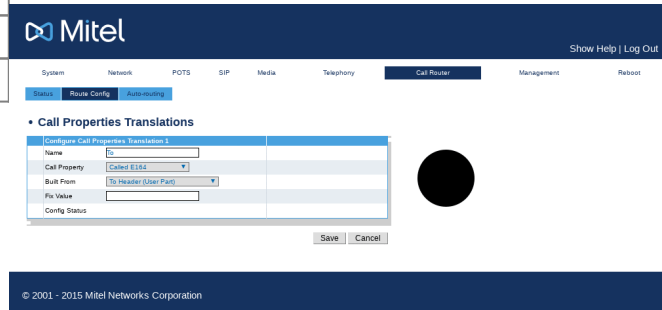 Mitel
Show Help | Log Out
System Network POTS SIP Media Telephony Call Router Management Reboot
Status Route Config Auto-routing
• Call Properties Translations
Configure Call Properties Translation 1
Name To
Call Property Called E164
Built From To Header (User Part)
Fix Value
Config Status
Save Cancel
© 2001 - 2015 Mitel Networks Corporation